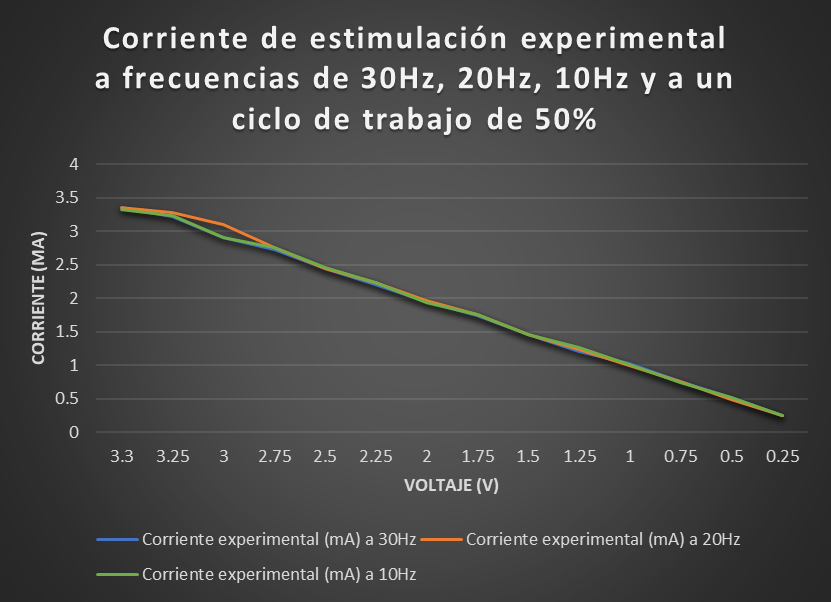 Corriente de estimulación experimental
a frecuencias de 30Hz, 20Hz, 10Hz y a un
ciclo de trabajo de 50%
4
3.5
3
2.5
2
1.5
1
0.5
0
CORRIENTE (MA)
3.3 3.25 3 2.75 2.5 2.25 2 1.75 1.5 1.25 1 0.75 0.5 0.25
VOLTAJE (V)
Corriente experimental (mA) a 30Hz Corriente experimental (mA) a 20Hz
Corriente experimental (mA) a 10Hz